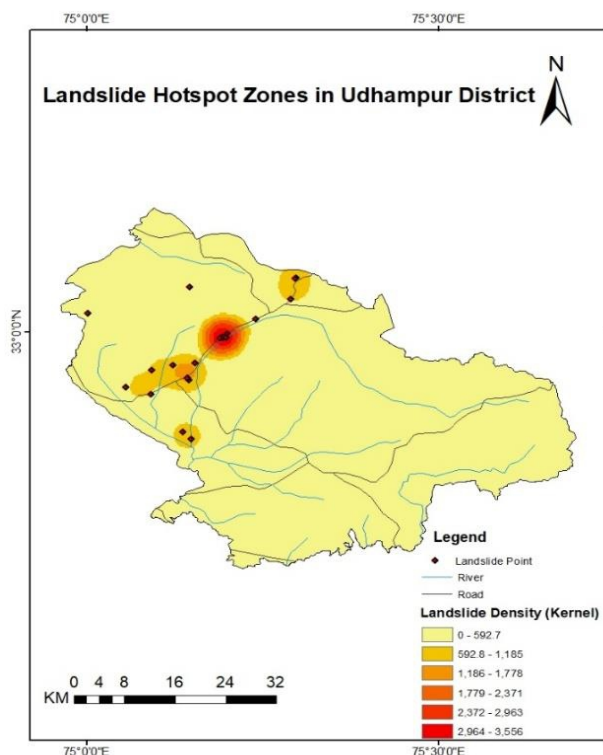 75°0'0"E 75°30'0"E
N
Landslide Hotspot Zones in Udhampur District
33°0'0"N
Legend
Landslide Point
River
Road
Landslide Density (Kernel)
0 - 592.7
592.8 - 1,185
1,186 - 1,778
1,779 - 2,371
2,372 - 2,963
2,964 - 3,556
0 4 8 16 24 32
KM
75°0'0"E 75°30'0"E